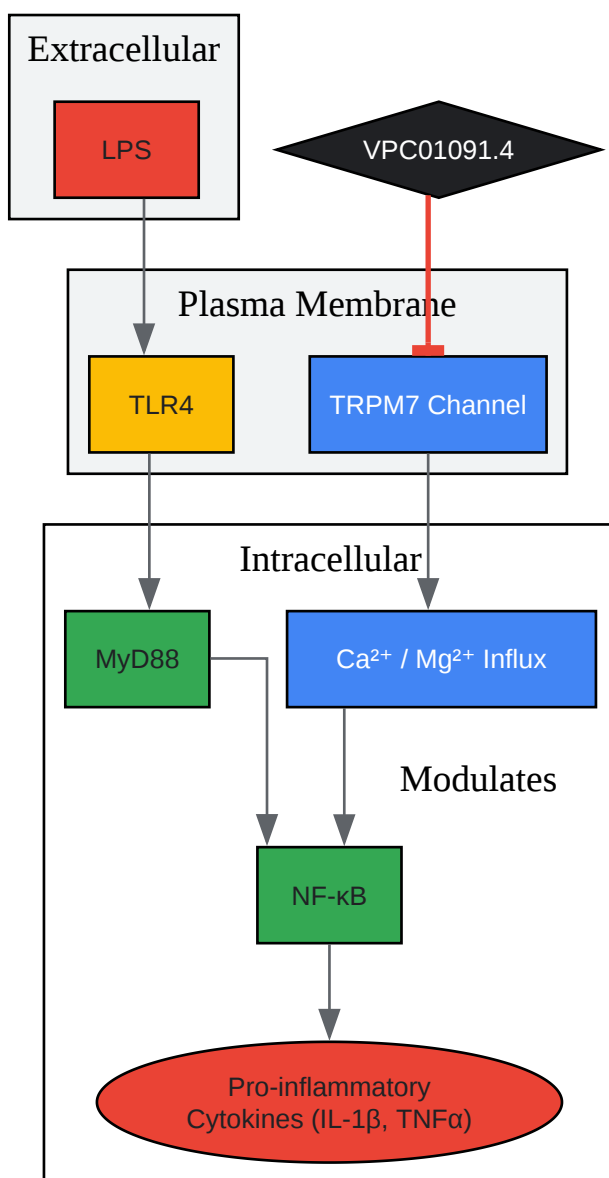 Extracellular
LPS
VPC01091.4
Plasma Membrane
TLR4
TRPM7 Channel
Intracellular
MyD88
Ca²⁺ / Mg²⁺ Influx
Modulates
NF-κB
Pro-inflammatory
Cytokines (IL-1β, TNFα)